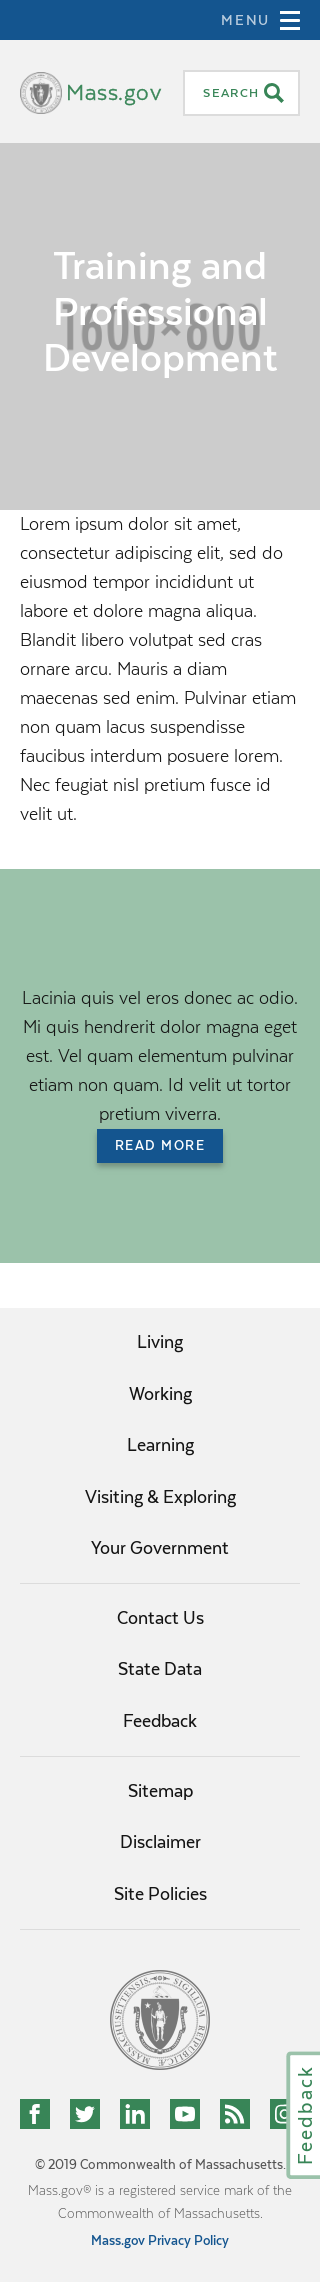 MENU
Mass.gov
SEARCH
1600×800
Training and
Professional
Development
Lorem ipsum dolor sit amet,
consectetur adipiscing elit, sed do
eiusmod tempor incididunt ut
labore et dolore magna aliqua.
Blandit libero volutpat sed cras
ornare arcu. Mauris a diam
maecenas sed enim. Pulvinar etiam
non quam lacus suspendisse
faucibus interdum posuere lorem.
Nec feugiat nisl pretium fusce id
velit ut.
Lacinia quis vel eros donec ac odio.
Mi quis hendrerit dolor magna eget
est. Vel quam elementum pulvinar
etiam non quam. Id velit ut tortor
pretium viverra.
READ MORE
Living
Working
Learning
Visiting & Exploring
Your Government
Contact Us
State Data
Feedback
Sitemap
Disclaimer
Site Policies
SIGILLUM REIPUBLICÆ MASSACHUSETTENSIS
Feedback
© 2019 Commonwealth of Massachusetts.
Mass.gov® is a registered service mark of the
Commonwealth of Massachusetts.
Mass.gov Privacy Policy